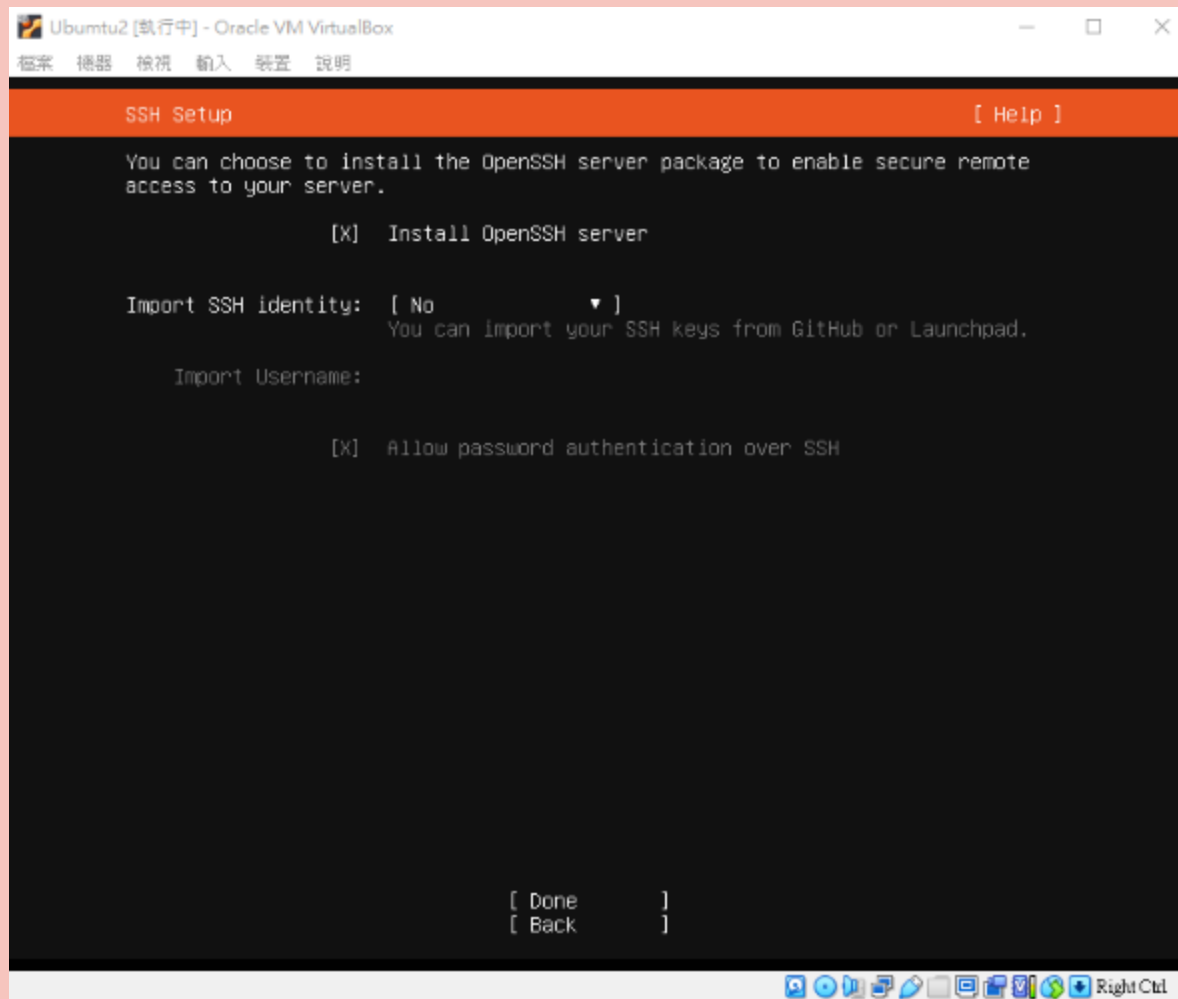 Ubumtu2 [執行中] - Oracle VM VirtualBox
檔案 機器 檢視 輸入 裝置 說明
SSH Setup [ Help ]
You can choose to install the OpenSSH server package to enable secure remote
access to your server.
[X] Install OpenSSH server
Import SSH identity: [ No ▾ ]
You can import your SSH keys from GitHub or Launchpad.
Import Username:
[X] Allow password authentication over SSH
[ Done ]
[ Back ]
Right Ctrl